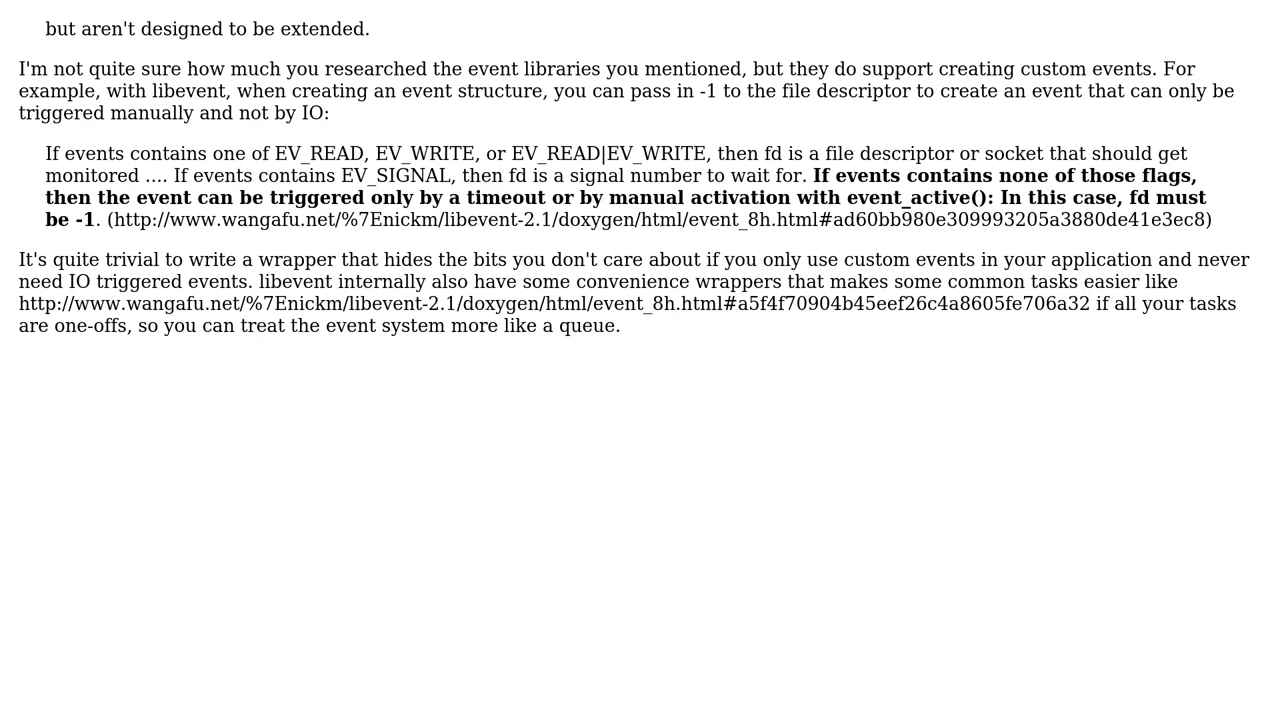 but aren't designed to be extended.
I'm not quite sure how much you researched the event libraries you mentioned, but they do support creating custom events. For
example, with libevent, when creating an event structure, you can pass in -1 to the file descriptor to create an event that can only be
triggered manually and not by IO:
If events contains one of EV_READ, EV_WRITE, or EV_READ|EV_WRITE, then fd is a file descriptor or socket that should get
monitored .... If events contains EV_SIGNAL, then fd is a signal number to wait for. If events contains none of those flags,
then the event can be triggered only by a timeout or by manual activation with event_active(): In this case, fd must
be -1. (http://www.wangafu.net/%7Enickm/libevent-2.1/doxygen/html/event_8h.html#ad60bb980e309993205a3880de41e3ec8)
It's quite trivial to write a wrapper that hides the bits you don't care about if you only use custom events in your application and never
need IO triggered events. libevent internally also have some convenience wrappers that makes some common tasks easier like
http://www.wangafu.net/%7Enickm/libevent-2.1/doxygen/html/event_8h.html#a5f4f70904b45eef26c4a8605fe706a32 if all your tasks
are one-offs, so you can treat the event system more like a queue.